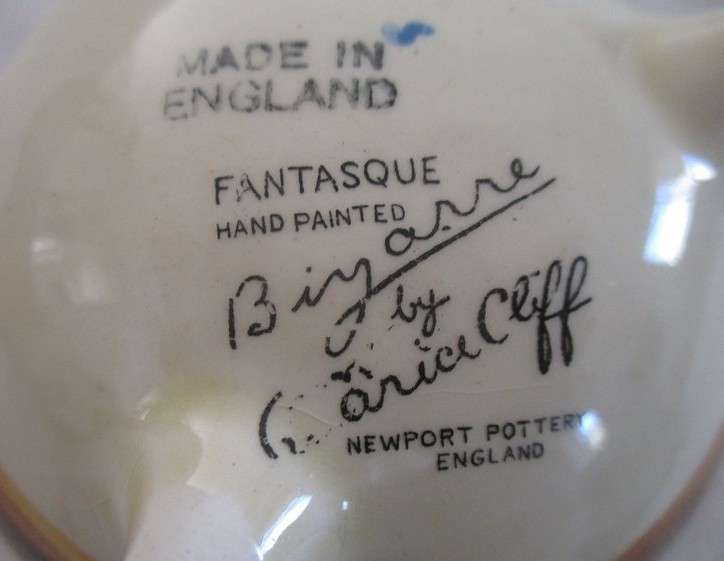 MADE IN
ENGLAND
FANTASQUE
HAND PAINTED
Bizarre
by
Clarice Cliff
NEWPORT POTTERY
ENGLAND